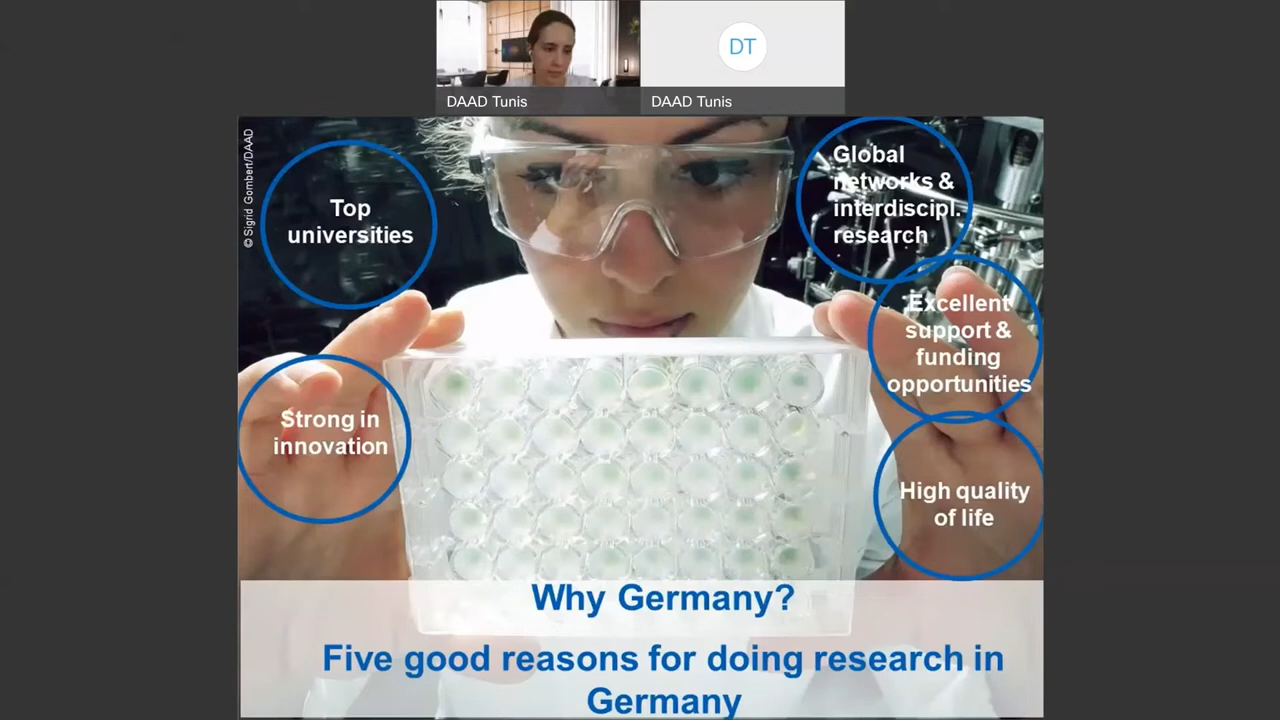 DT
DAAD Tunis
DAAD Tunis
© Sigrid Gombert/DAAD
Top
universities
Global
networks &
interdiscipl.
research
Excellent
support &
funding
opportunities
Strong in
innovation
High quality
of life
Why Germany?
Five good reasons for doing research in
Germany